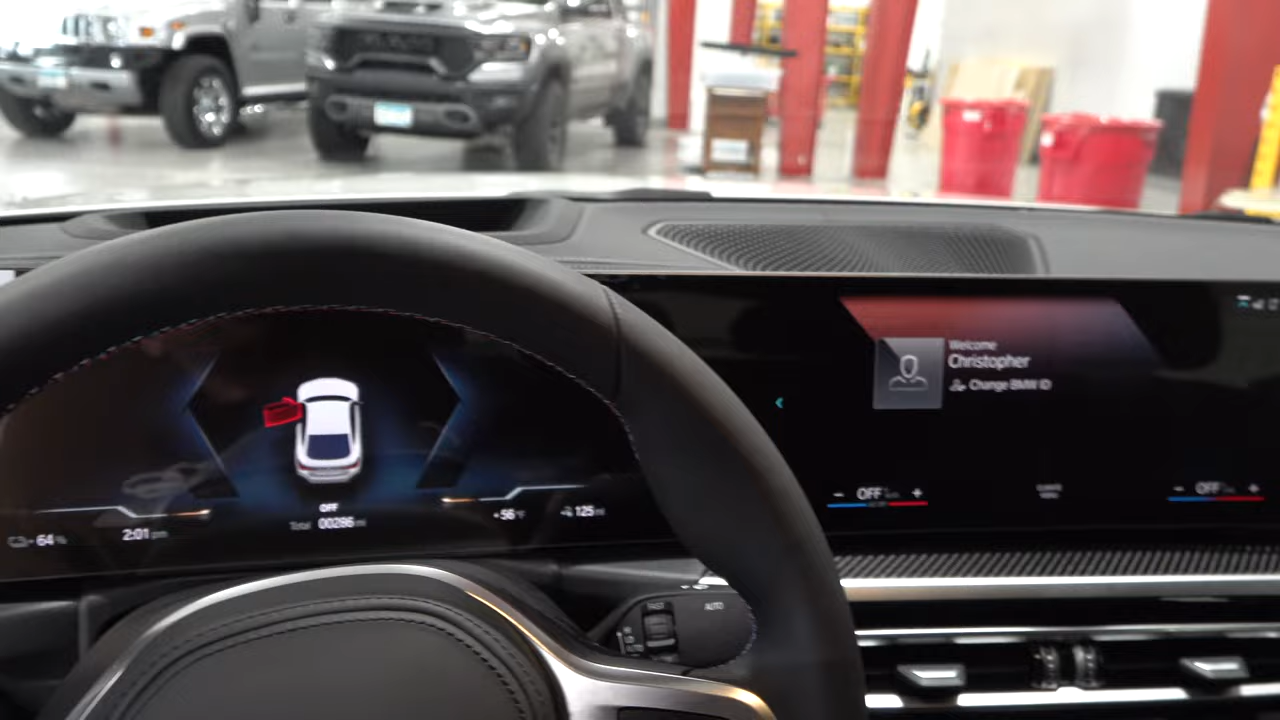 Welcome
Christopher
Change BMW ID
- OFF +
- OFF +
OFF
Total 00286 mi
64 %
2:01 pm
+56 °F
125 mi
FAST
AUTO